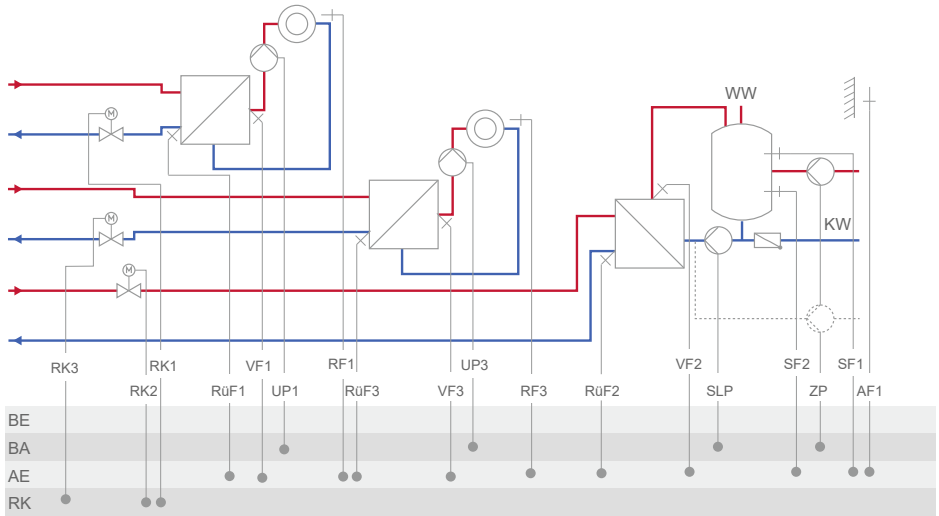 WW
M
M
KW
M
RK3 RK1 VF1 RF1 UP3 VF2 SF2 SF1
RK2 RüF1 UP1 RüF3 VF3 RF3 RüF2 SLP ZP AF1
BE
BA
AE
RK